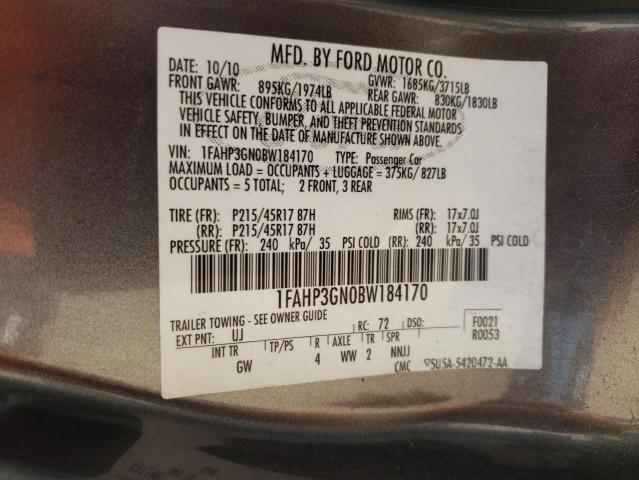 MFD. BY FORD MOTOR CO.
DATE: 10/10 GVWR: 1685KG/3715LB
FRONT GAWR: 895KG/1974LB REAR GAWR: 830KG/1830LB
THIS VEHICLE CONFORMS TO ALL APPLICABLE FEDERAL MOTOR
VEHICLE SAFETY, BUMPER, AND THEFT PREVENTION STANDARDS
IN EFFECT ON THE DATE OF MANUFACTURE SHOWN ABOVE.
VIN: 1FAHP3GN0BW184170 TYPE: Passenger Car
MAXIMUM LOAD = OCCUPANTS + LUGGAGE = 375KG/827LB
OCCUPANTS = 5 TOTAL; 2 FRONT, 3 REAR
TIRE (FR): P215/45R17 87H RIMS (FR): 17x7.0J
(RR): P215/45R17 87H (RR): 17x7.0J
PRESSURE (FR): 240 kPa/ 35 PSI COLD (RR): 240 kPa/ 35 PSI COLD
1FAHP3GN0BW184170
TRAILER TOWING - SEE OWNER GUIDE F0021
EXT PNT: UJ RC: 72 DSO: R0053
INT TR TP/PS R AXLE TR SPR
GW 4 WW 2 NNJJ
CMC 5U5A-5420472-AA